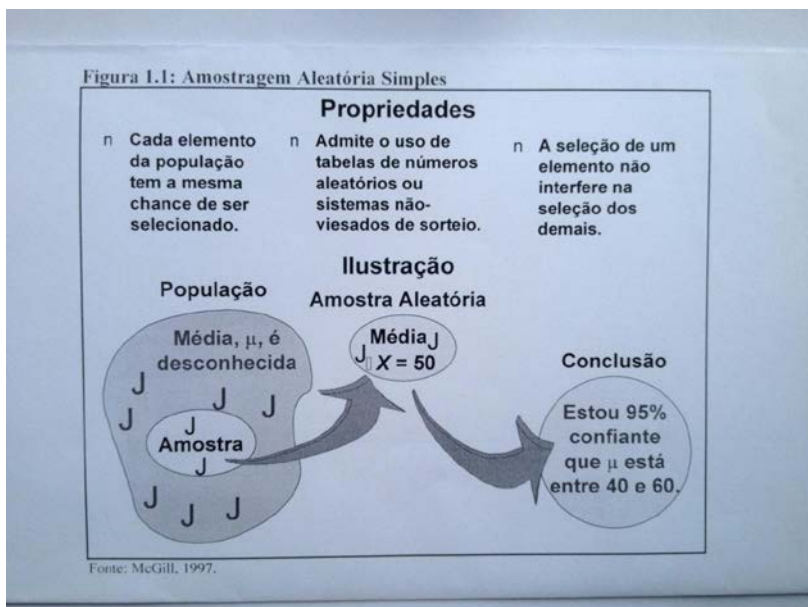 Figura 1.1: Amostragem Aleatória Simples
Propriedades
n Cada elemento
da população
tem a mesma
chance de ser
selecionado.
n Admite o uso de
tabelas de números
aleatórios ou
sistemas não-
viesados de sorteio.
n A seleção de um
elemento não
interfere na
seleção dos
demais.
Ilustração
População
Média, μ, é
desconhecida
J
J
J
J
J
Amostra
J
J
J
J
Amostra Aleatória
Média J
J X = 50
Conclusão
Estou 95%
confiante
que μ está
entre 40 e 60.
Fonte: McGill, 1997.